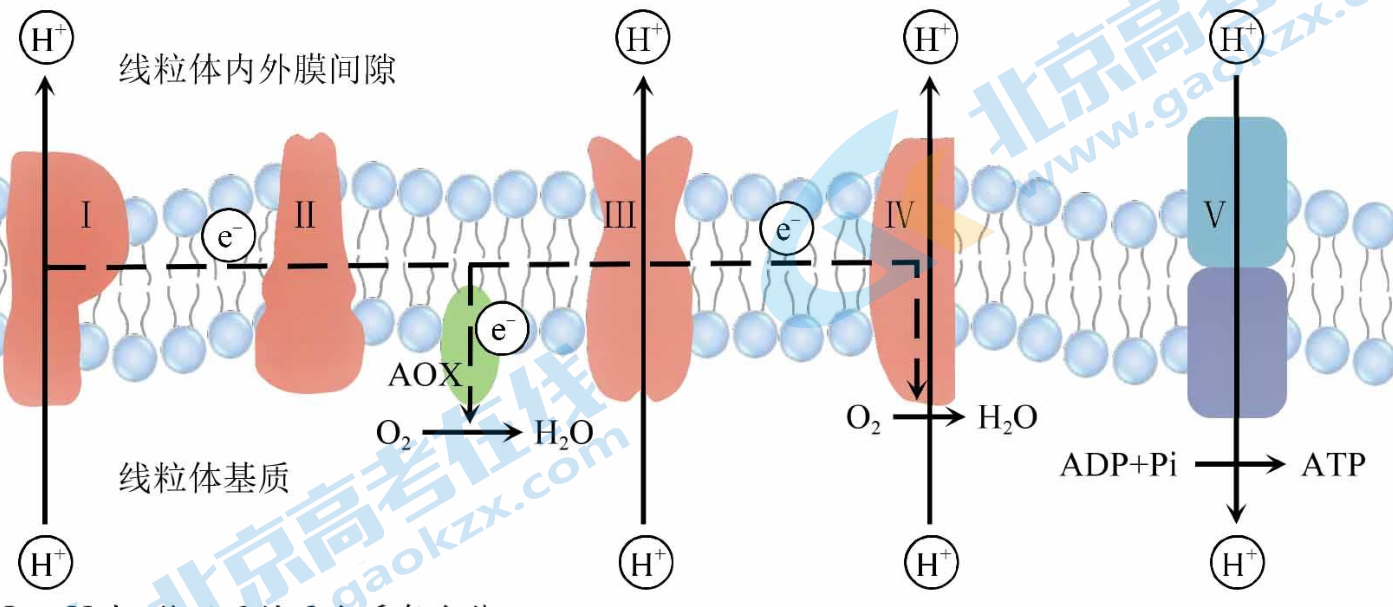 H⁺ H⁺ H⁺ H⁺
线粒体内外膜间隙
I e⁻ II III e⁻ IV V
e⁻
AOX
O₂ H₂O O₂ H₂O
线粒体基质 ADP+Pi ATP
H⁺ H⁺ H⁺ H⁺
北京高考在线
www.gaokzx.com
北京高考在线
gaokzx.com